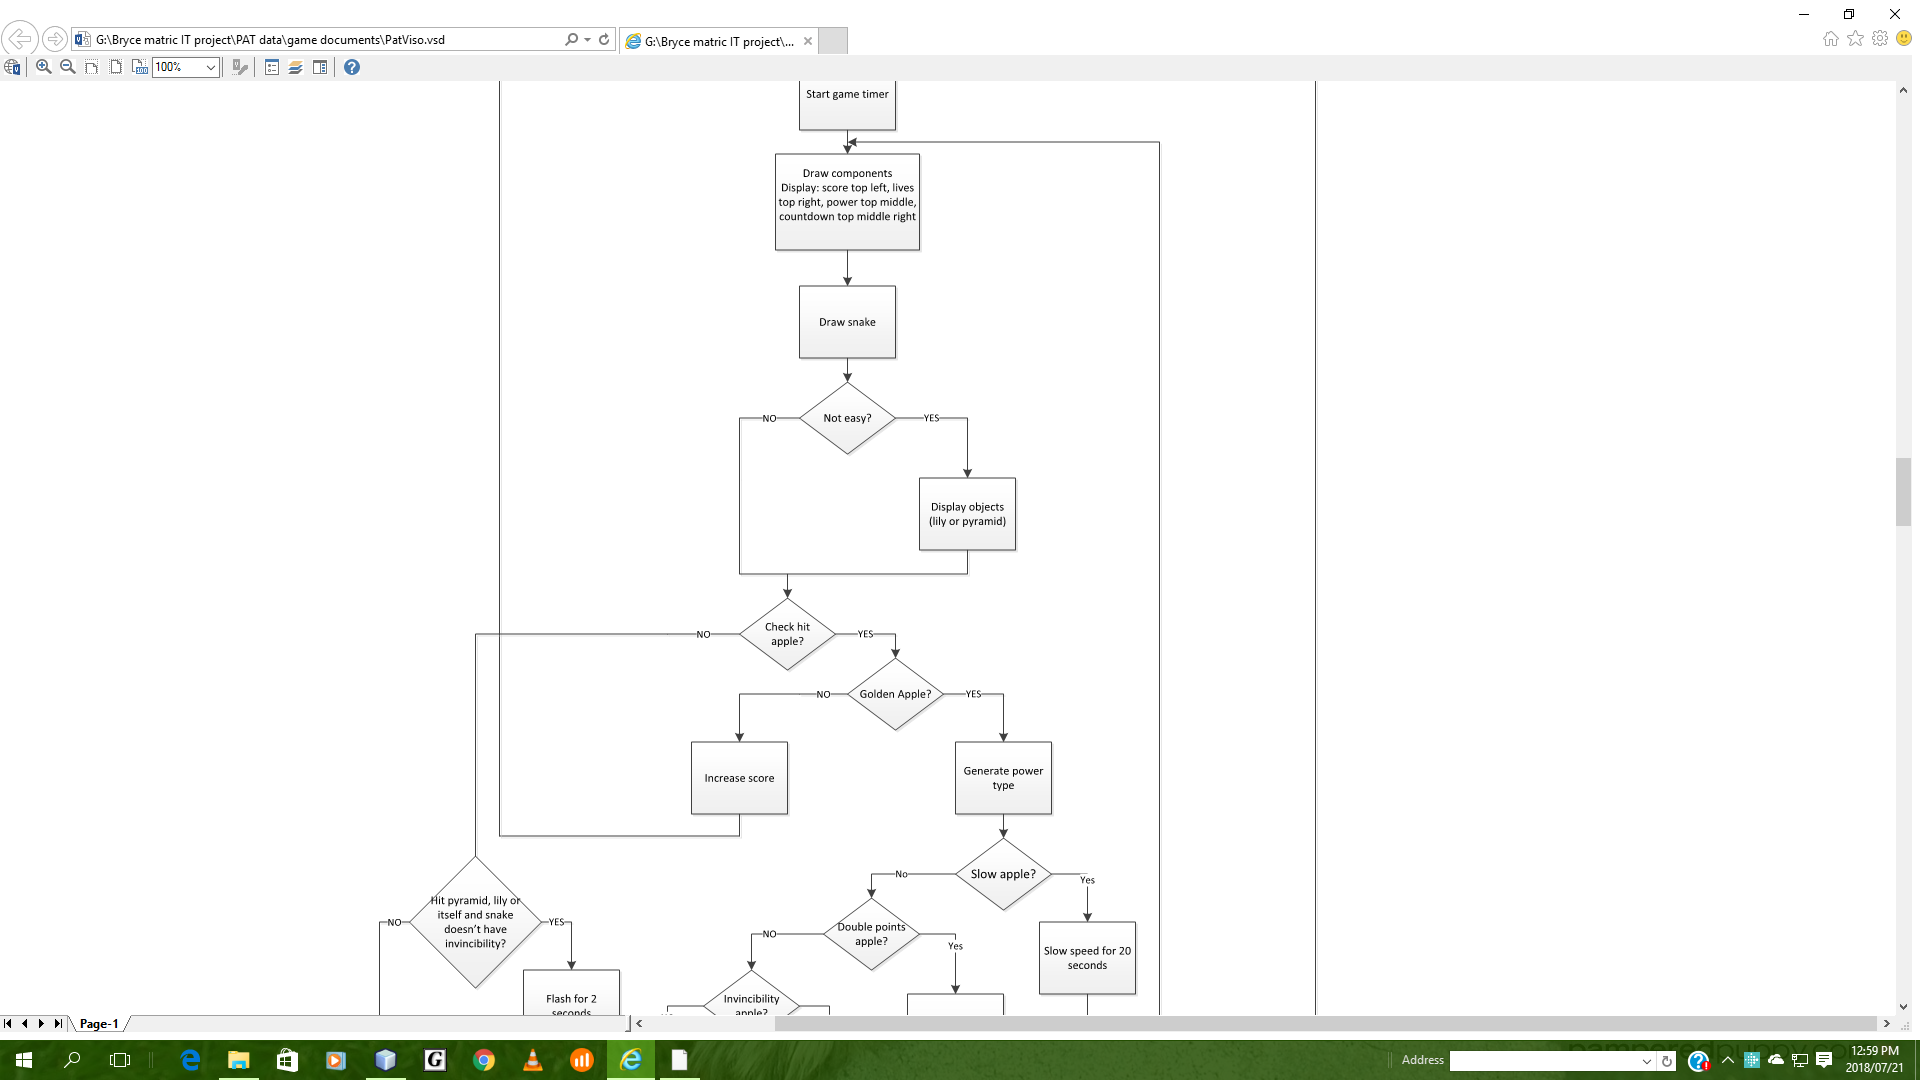 G:\Bryce matric IT project\PAT data\game documents\PatViso.vsd
G:\Bryce matric IT project\...
100%
Start game timer
Draw components
Display: score top left, lives
top right, power top middle,
countdown top middle right
Draw snake
NO
Not easy?
YES
Display objects
(lily or pyramid)
NO
Check hit
apple?
YES
NO
Golden Apple?
YES
Increase score
Generate power
type
No
Slow apple?
Yes
NO
Hit pyramid, lily or
itself and snake
doesn't have
invincibility?
YES
NO
Double points
apple?
Yes
Slow speed for 20
seconds
Flash for 2
seconds
Invincibility
apple?
Page-1
Address
12:59 PM
2018/07/21